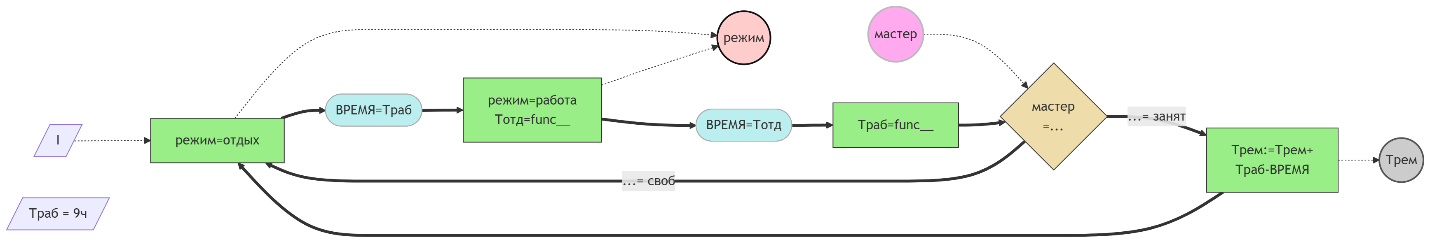 I
Траб = 9ч
режим=отдых
ВРЕМЯ=Траб
режим=работа
Тотд=func__
режим
ВРЕМЯ=Тотд
Траб=func__
мастер
мастер
=...
...= занят
...= своб
Трем:=Трем+
Траб-ВРЕМЯ
Трем